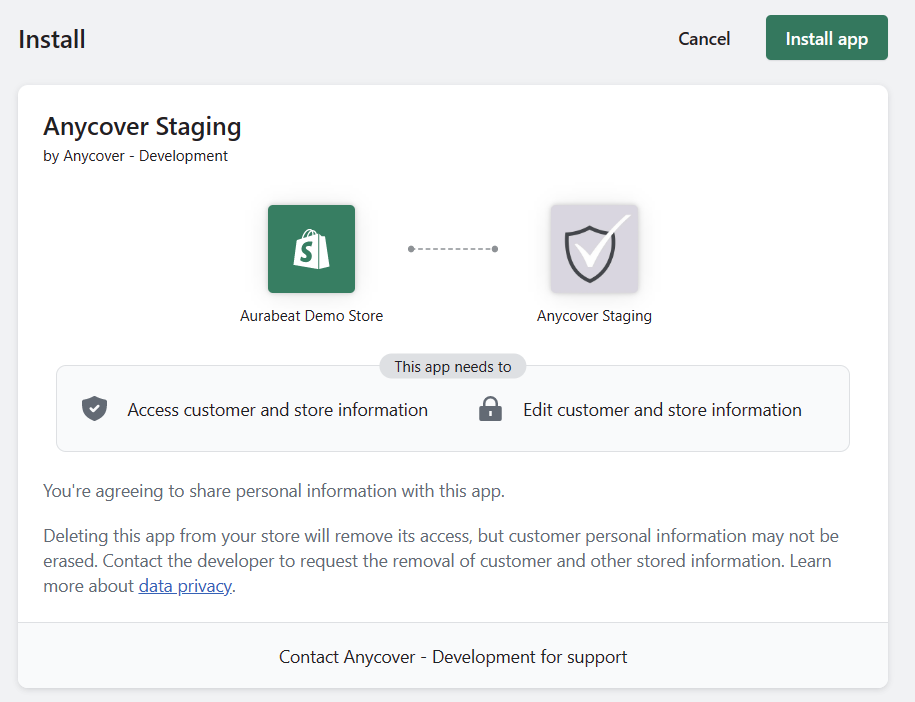 Install
Cancel
Install app
Anycover Staging
by Anycover - Development
S
Aurabeat Demo Store
Anycover Staging
This app needs to
Access customer and store information
Edit customer and store information
You're agreeing to share personal information with this app.
Deleting this app from your store will remove its access, but customer personal information may not be
erased. Contact the developer to request the removal of customer and other stored information. Learn
more about data privacy.
Contact Anycover - Development for support